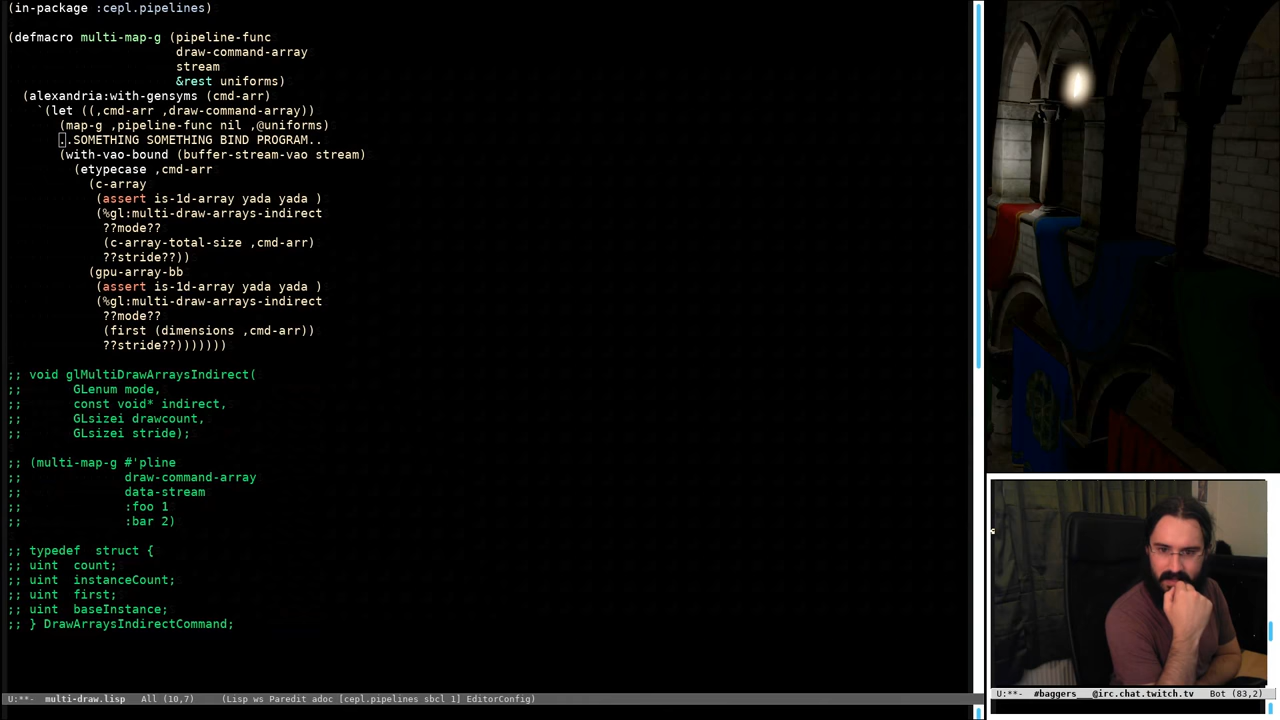 (in-package :cepl.pipelines)
(defmacro multi-map-g (pipeline-func
draw-command-array
stream
&rest uniforms)
(alexandria:with-gensyms (cmd-arr)
`(let ((,cmd-arr ,draw-command-array))
(map-g ,pipeline-func nil ,@uniforms)
..SOMETHING SOMETHING BIND PROGRAM..
(with-vao-bound (buffer-stream-vao stream)
(etypecase ,cmd-arr
(c-array
(assert is-1d-array yada yada )
(%gl:multi-draw-arrays-indirect
??mode??
(c-array-total-size ,cmd-arr)
??stride??))
(gpu-array-bb
(assert is-1d-array yada yada )
(%gl:multi-draw-arrays-indirect
??mode??
(first (dimensions ,cmd-arr))
??stride??)))))))
;; void glMultiDrawArraysIndirect(
;; GLenum mode,
;; const void* indirect,
;; GLsizei drawcount,
;; GLsizei stride);
;; (multi-map-g #'pline
;; draw-command-array
;; data-stream
;; :foo 1
;; :bar 2)
;; typedef struct {
;; uint count;
;; uint instanceCount;
;; uint first;
;; uint baseInstance;
;; } DrawArraysIndirectCommand;
U:**- multi-draw.lisp All (10,7) (Lisp ws Paredit adoc [cepl.pipelines sbcl 1] EditorConfig)
U:**- #baggers @irc.chat.twitch.tv Bot (83,2)